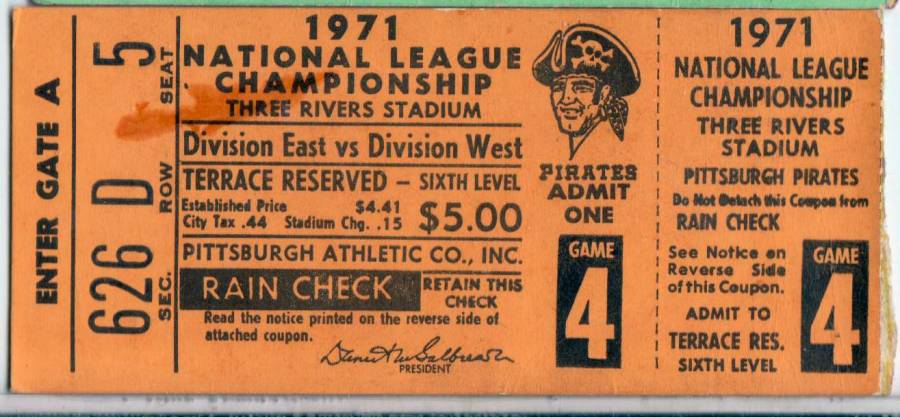 ENTER GATE A
626 D 5
SEC. ROW SEAT
1971
NATIONAL LEAGUE
CHAMPIONSHIP
THREE RIVERS STADIUM
Division East vs Division West
TERRACE RESERVED – SIXTH LEVEL
Established Price $4.41
City Tax .44 Stadium Chg. .15 $5.00
PITTSBURGH ATHLETIC CO., INC.
RAIN CHECK
RETAIN THIS
CHECK
Read the notice printed on the reverse side of
attached coupon.
PRESIDENT
PIRATES
ADMIT
ONE
GAME
4
1971
NATIONAL LEAGUE
CHAMPIONSHIP
THREE RIVERS
STADIUM
PITTSBURGH PIRATES
Do Not Detach this Coupon from
RAIN CHECK
See Notice on
Reverse Side
of this Coupon.
ADMIT TO
TERRACE RES.
SIXTH LEVEL
GAME
4